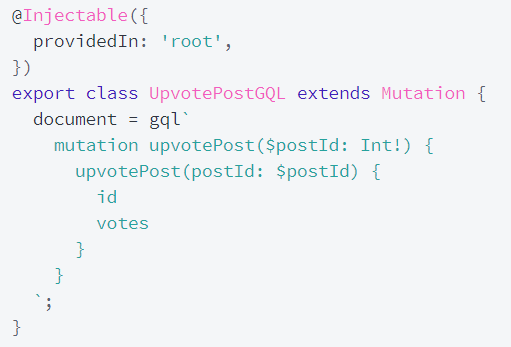 @Injectable({
  providedIn: 'root',
})
export class UpvotePostGQL extends Mutation {
  document = gql`
    mutation upvotePost($postId: Int!) {
      upvotePost(postId: $postId) {
        id
        votes
      }
    }
  `;
}